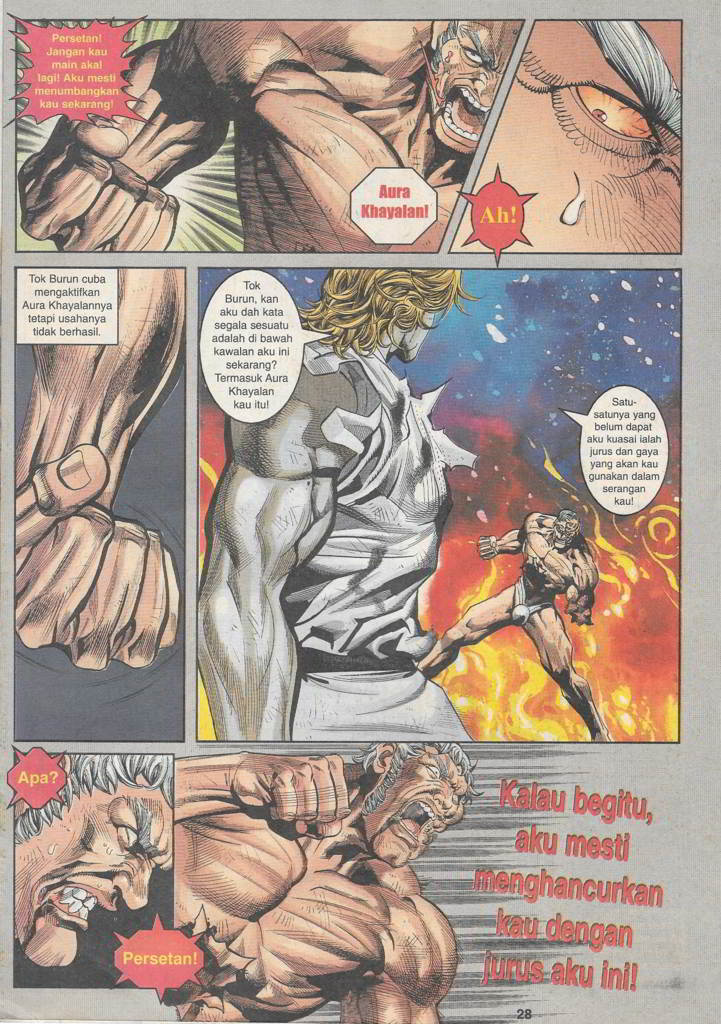 Persetan!
Jangan kau
main akal
lagi! Aku mesti
menumbangkan
kau sekarang!
Aura
Khayalan!
Ah!
Tok Burun cuba
mengaktifkan
Aura Khayalannya
tetapi usahanya
tidak berhasil.
Tok
Burun, kan
aku dah kata
segala sesuatu
adalah di bawah
kawalan aku ini
sekarang?
Termasuk Aura
Khayalan
kau itu!
Satu-
satunya yang
belum dapat
aku kuasai ialah
jurus dan gaya
yang akan kau
gunakan dalam
serangan
kau!
Apa?
Persetan!
Kalau begitu,
aku mesti
menghancurkan
kau dengan
jurus aku ini!
28